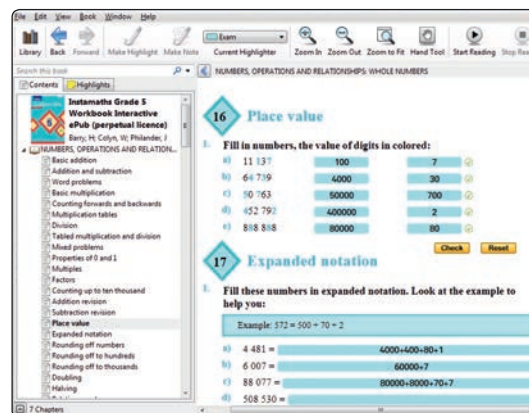 File Edit View Book Window Help
Library Back Forward Make Highlight Make Note Exam Current Highlighter Zoom In Zoom Out Zoom to Fit Hand Tool Start Reading Stop Rea
Search this book
NUMBERS, OPERATIONS AND RELATIONSHIPS: WHOLE NUMBERS
Contents Highlights
Instamaths Grade 5
Workbook Interactive
ePub (perpetual licence)
Barry, H; Colyn, W; Philander, J
NUMBERS, OPERATIONS AND RELATION...
Basic addition
Addition and subtraction
Word problems
Basic multiplication
Counting forwards and backwards
Multiplication tables
Division
Tabled multiplication and division
Mixed problems
Properties of 0 and 1
Multiples
Factors
Counting up to ten thousand
Addition revision
Subtraction revision
Place value
Expanded notation
Rounding off numbers
Rounding off to hundreds
Rounding off to thousands
Doubling
Halving
7 Chapters
16 Place value
1. Fill in numbers, the value of digits in colored:
a) 11 137 100 7
b) 64 739 4000 30
c) 50 763 50000 700
d) 452 792 400000 2
e) 888 888 80000 80
Check Reset
17 Expanded notation
1. Fill these numbers in expanded notation. Look at the example to
help you:
Example: 572 = 500 + 70 + 2
a) 4 481 = 4000+400+80+1
b) 6 007 = 60000+7
c) 88 077 = 80000+8000+70+7
d) 508 530 =